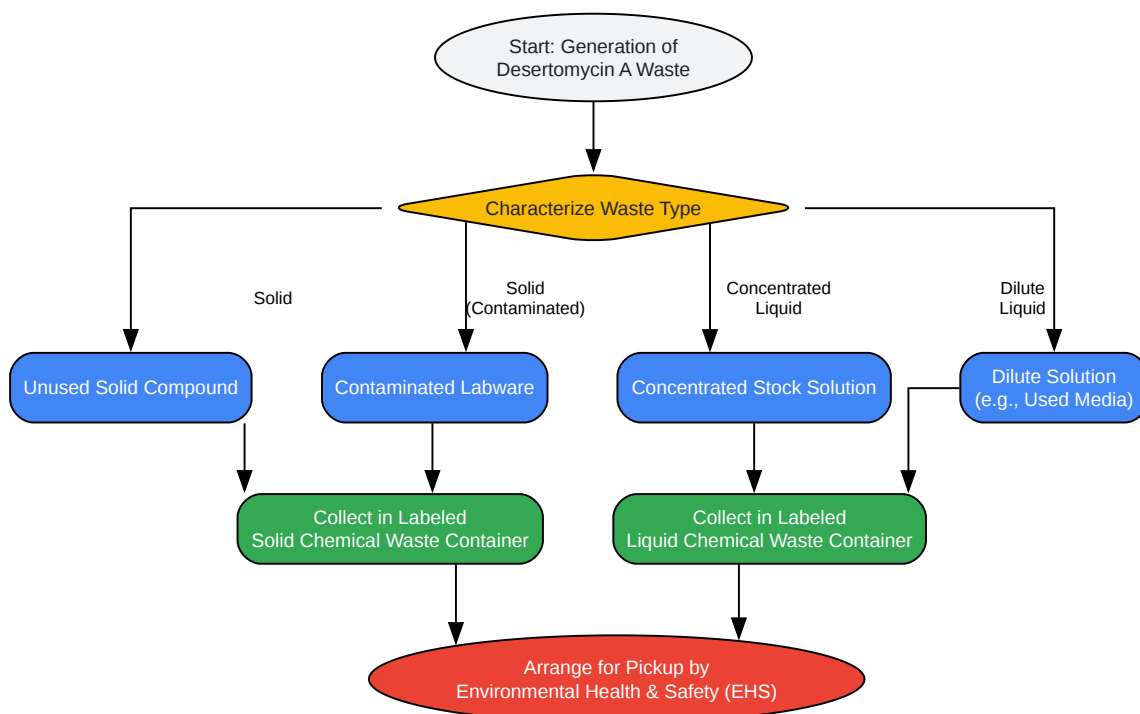 Start: Generation of
Desertomycin A Waste
Characterize Waste Type
Solid
Solid
(Contaminated)
Concentrated
Liquid
Dilute
Liquid
Unused Solid Compound
Contaminated Labware
Concentrated Stock Solution
Dilute Solution
(e.g., Used Media)
Collect in Labeled
Solid Chemical Waste Container
Collect in Labeled
Liquid Chemical Waste Container
Arrange for Pickup by
Environmental Health & Safety (EHS)